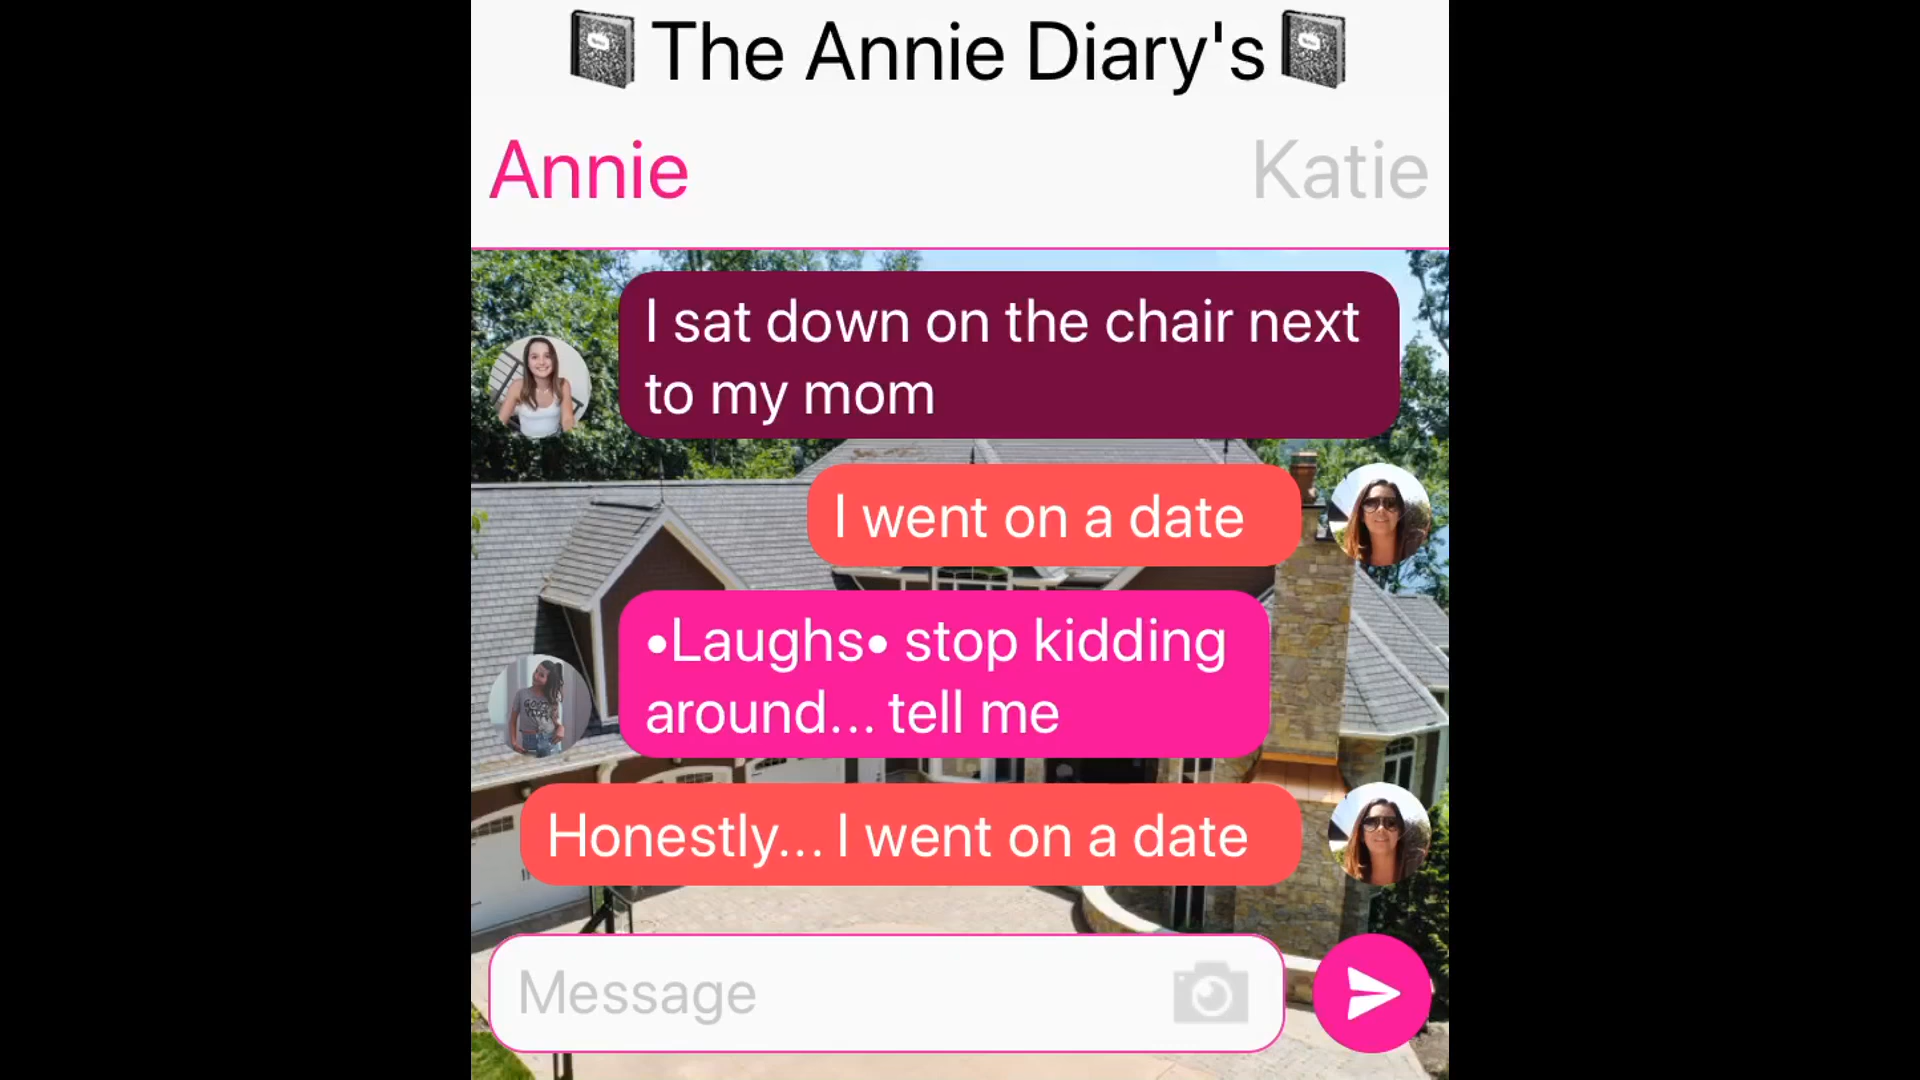 The Annie Diary's
Annie
Katie
I sat down on the chair next
to my mom
I went on a date
•Laughs• stop kidding
around... tell me
Honestly... I went on a date
Message